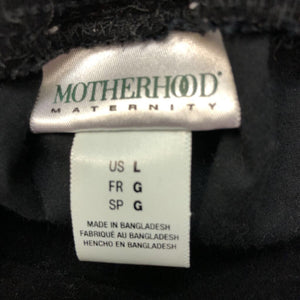 MOTHERHOOD®
MATERNITY
US L
FR G
SP G
MADE IN BANGLADESH
FABRIQUÉ AU BANGLADESH
HENCHO EN BANGLADESH